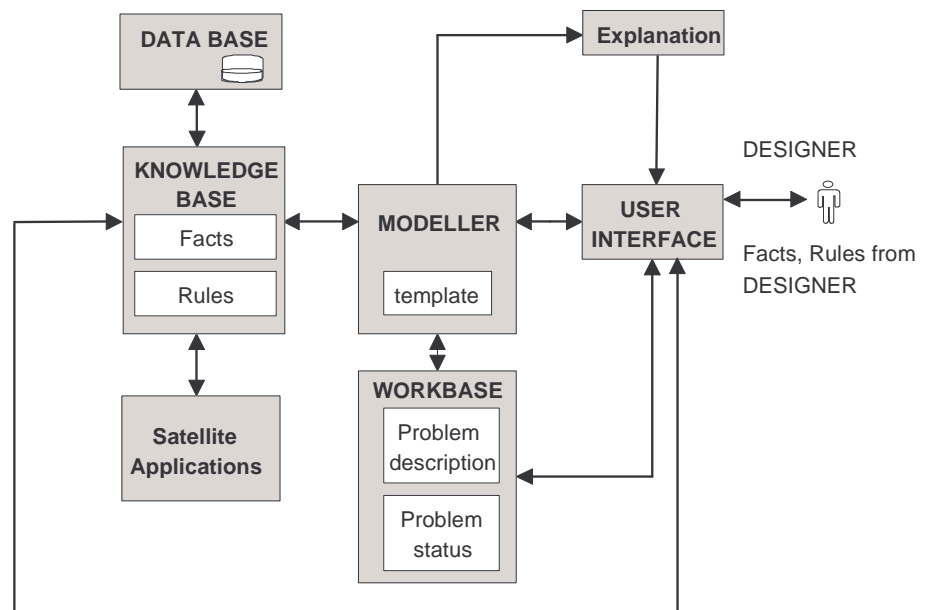 DATA BASE
Explanation
KNOWLEDGE
BASE
Facts
Rules
MODELLER
template
USER
INTERFACE
DESIGNER
Facts, Rules from
DESIGNER
Satellite
Applications
WORKBASE
Problem
description
Problem
status